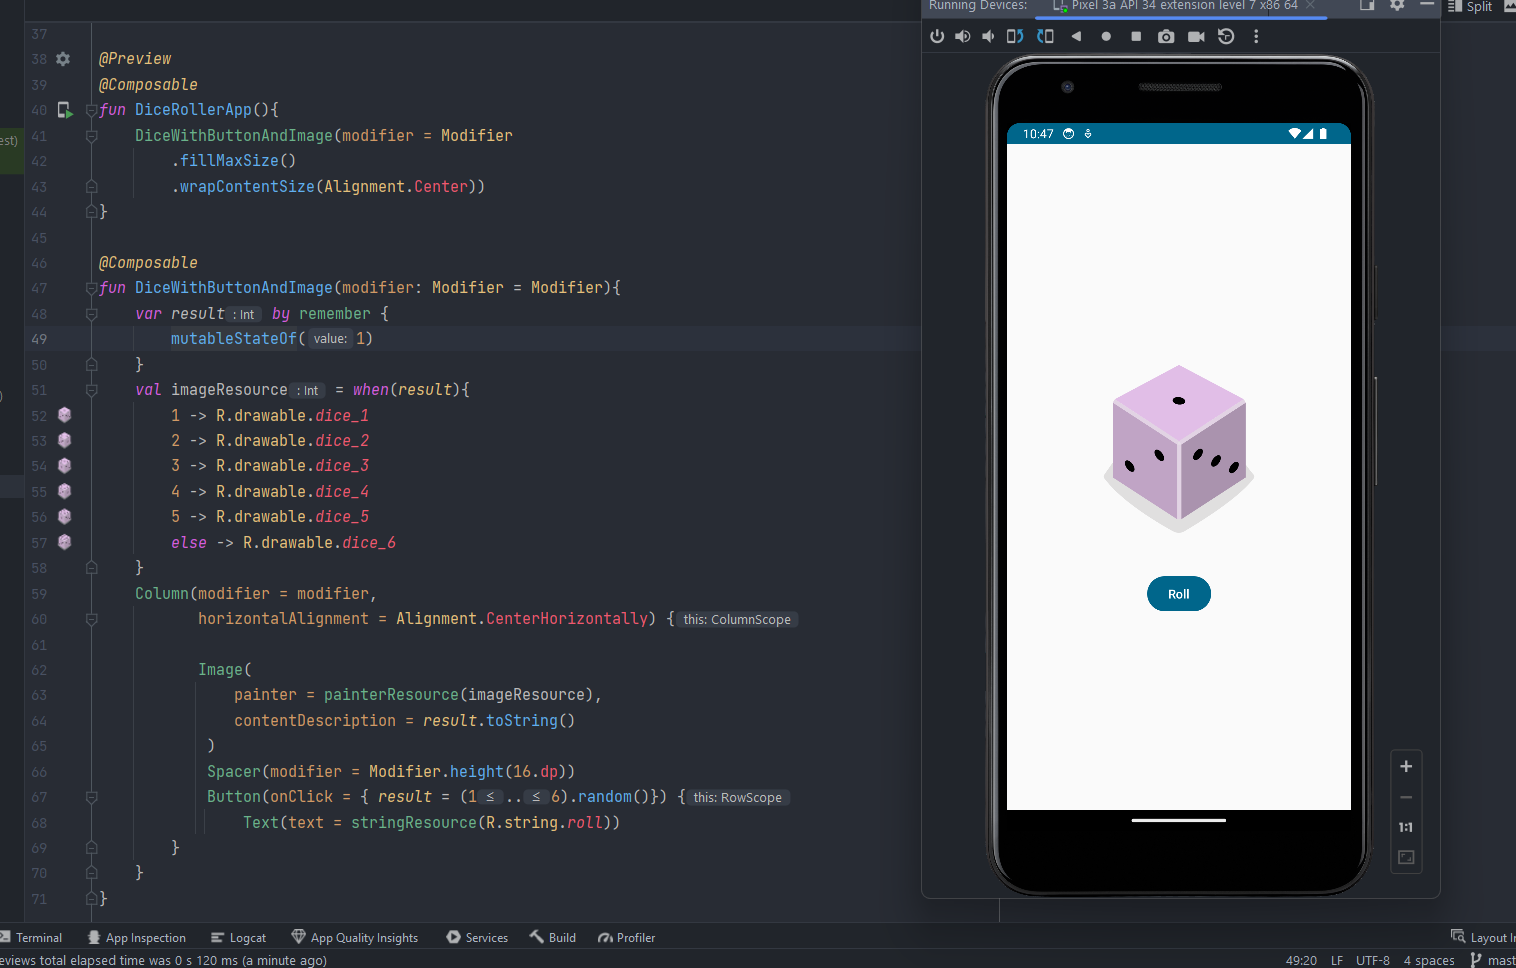 37
38 @Preview
39 @Composable
40 fun DiceRollerApp(){
41 DiceWithButtonAndImage(modifier = Modifier
est)
42 .fillMaxSize()
43 .wrapContentSize(Alignment.Center))
44 }
45
46 @Composable
47 fun DiceWithButtonAndImage(modifier: Modifier = Modifier){
48 var result : Int by remember {
49 mutableStateOf( value: 1)
50 }
51 val imageResource : Int = when(result){
)
52 1 -> R.drawable.dice_1
53 2 -> R.drawable.dice_2
54 3 -> R.drawable.dice_3
55 4 -> R.drawable.dice_4
56 5 -> R.drawable.dice_5
57 else -> R.drawable.dice_6
58 }
59 Column(modifier = modifier,
60 horizontalAlignment = Alignment.CenterHorizontally) { this: ColumnScope
61
62 Image(
63 painter = painterResource(imageResource),
64 contentDescription = result.toString()
65 )
66 Spacer(modifier = Modifier.height(16.dp))
67 Button(onClick = { result = (1 ≤ .. ≤ 6).random()}) { this: RowScope
68 Text(text = stringResource(R.string.roll))
69 }
70 }
71 }
Running Devices: Pixel 3a API 34 extension level 7 x86 64
Split
10:47
Roll
1:1
Terminal App Inspection Logcat App Quality Insights Services Build Profiler Layout In
eviews total elapsed time was 0 s 120 ms (a minute ago) 49:20 LF UTF-8 4 spaces mast